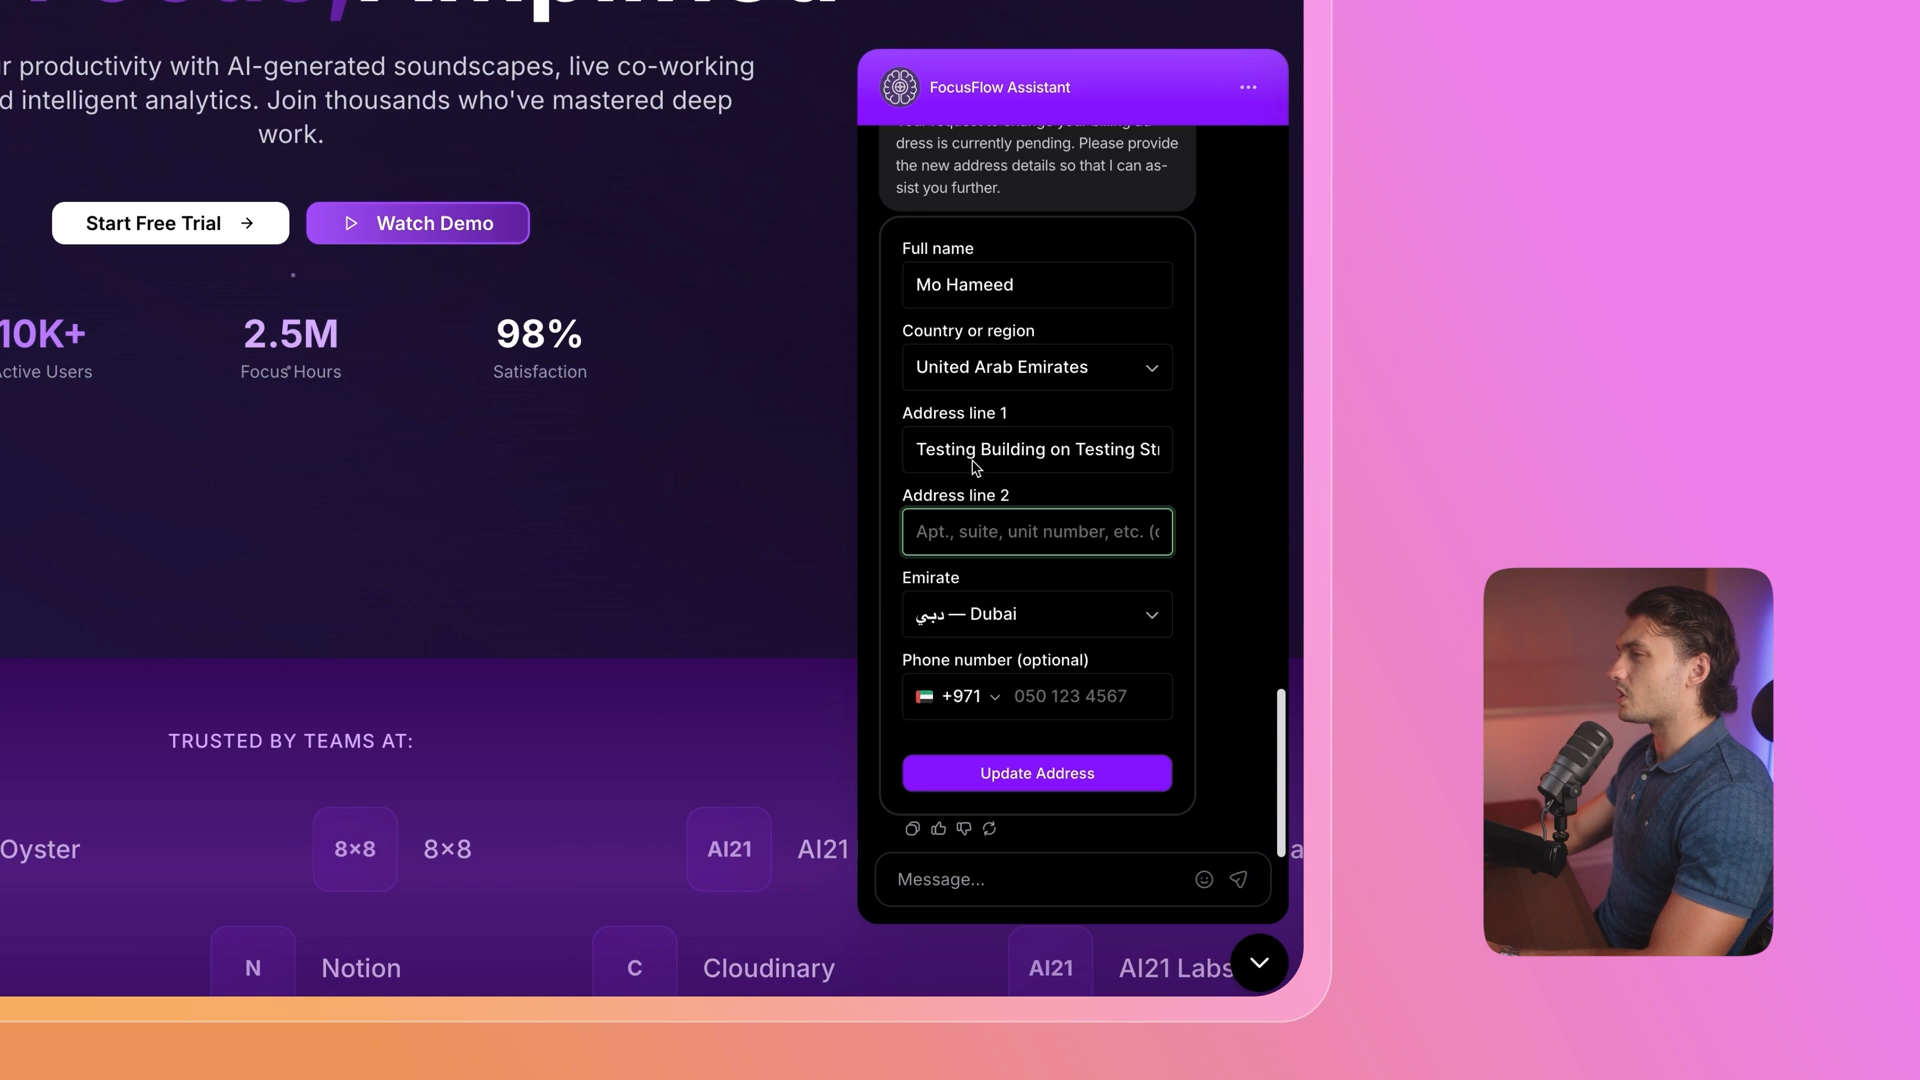 r productivity with AI-generated soundscapes, live co-working
d intelligent analytics. Join thousands who've mastered deep
work.
Start Free Trial
Watch Demo
10K+
2.5M
98%
ctive Users
Focus Hours
Satisfaction
TRUSTED BY TEAMS AT:
Oyster
8×8
8×8
AI21
AI21
a
N
Notion
C
Cloudinary
AI21
AI21 Labs
FocusFlow Assistant
dress is currently pending. Please provide
the new address details so that I can as-
sist you further.
Full name
Mo Hameed
Country or region
United Arab Emirates
Address line 1
Testing Building on Testing St
Address line 2
Apt., suite, unit number, etc. (
Emirate
دبي — Dubai
Phone number (optional)
+971 050 123 4567
Update Address
Message...